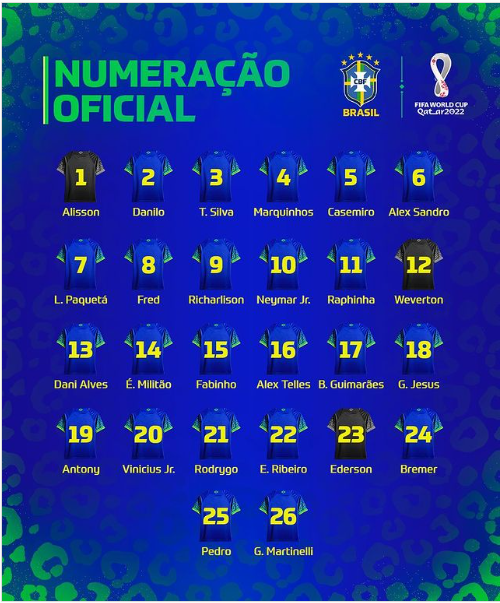 NUMERAÇÃO
OFICIAL
CBF
BRASIL
FIFA WORLD CUP
Qatar2022
1 2 3 4 5 6
Alisson Danilo T. Silva Marquinhos Casemiro Alex Sandro
7 8 9 10 11 12
L. Paquetá Fred Richarlison Neymar Jr. Raphinha Weverton
13 14 15 16 17 18
Dani Alves É. Militão Fabinho Alex Telles B. Guimarães G. Jesus
19 20 21 22 23 24
Antony Vinicius Jr. Rodrygo E. Ribeiro Ederson Bremer
25 26
Pedro G. Martinelli